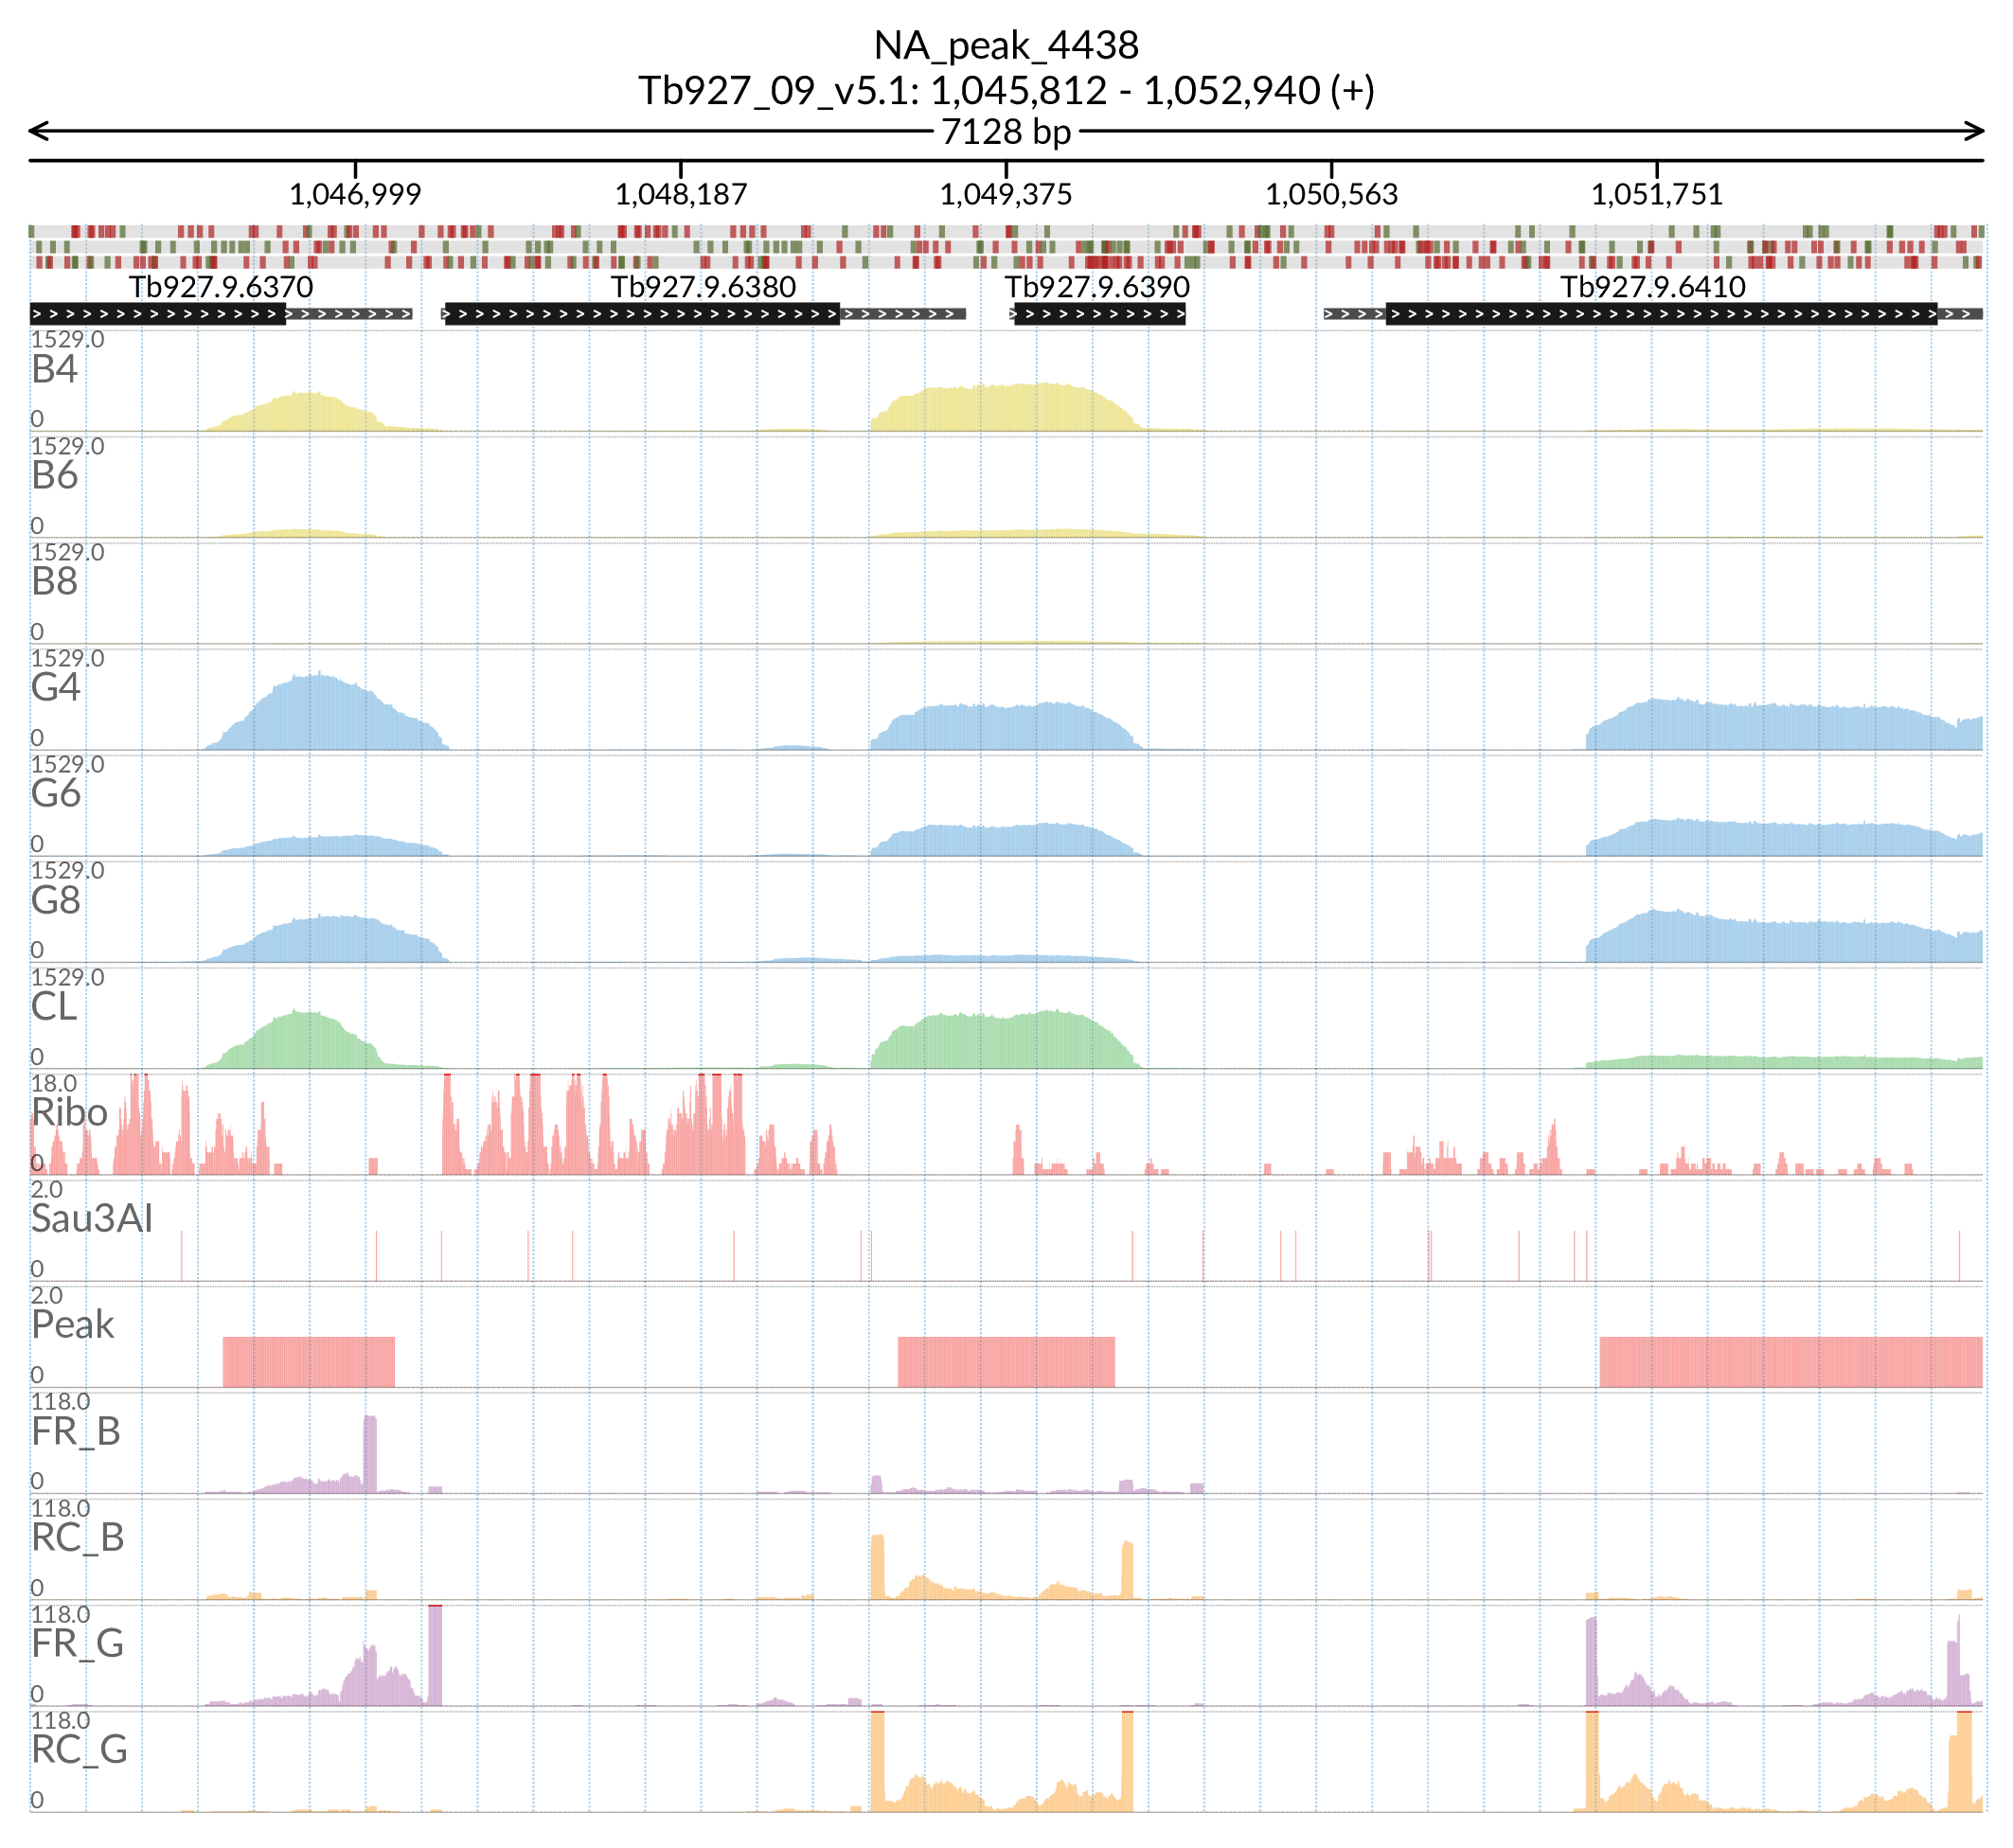 NA_peak_4438
Tb927_09_v5.1: 1,045,812 - 1,052,940 (+)
7128 bp
1,046,999 1,048,187 1,049,375 1,050,563 1,051,751
Tb927.9.6370 Tb927.9.6380 Tb927.9.6390 Tb927.9.6410
1529.0
B4
0
1529.0
B6
0
1529.0
B8
0
1529.0
G4
0
1529.0
G6
0
1529.0
G8
0
1529.0
CL
0
18.0
Ribo
0
2.0
Sau3AI
0
2.0
Peak
0
118.0
FR_B
0
118.0
RC_B
0
118.0
FR_G
0
118.0
RC_G
0